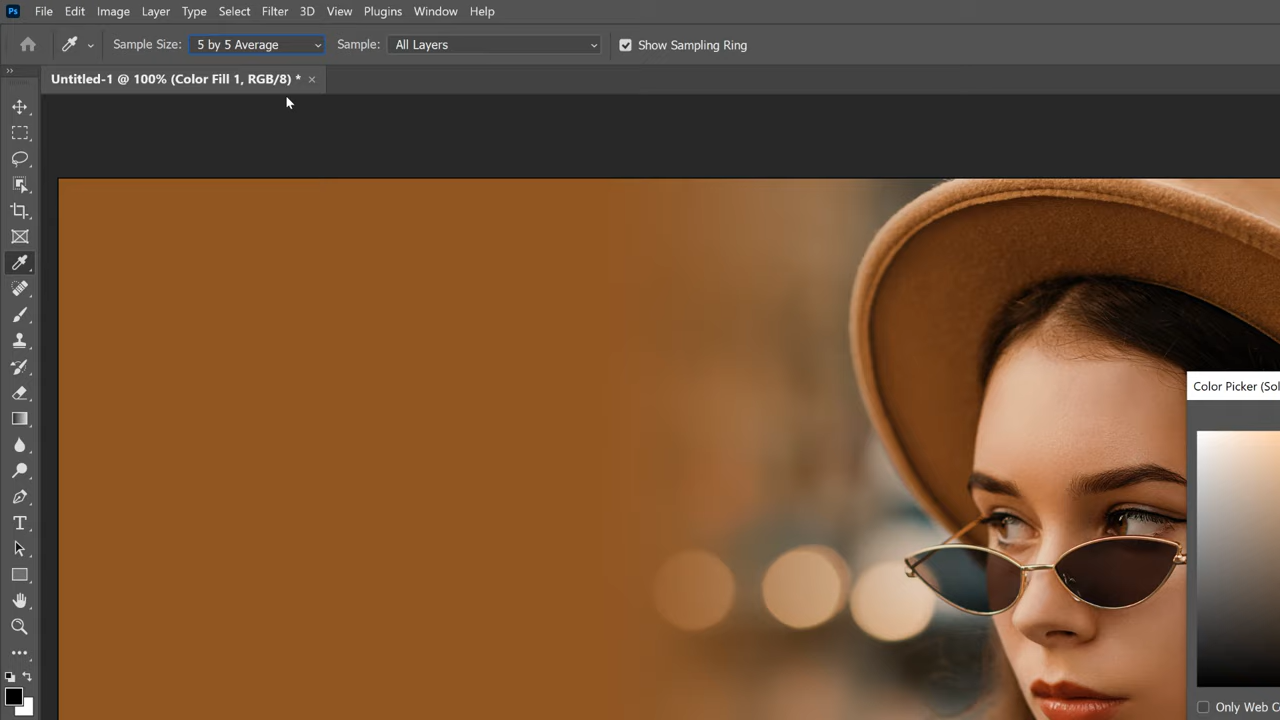 Ps File Edit Image Layer Type Select Filter 3D View Plugins Window Help
Sample Size: 5 by 5 Average Sample: All Layers Show Sampling Ring
Untitled-1 @ 100% (Color Fill 1, RGB/8) * ×
T
Color Picker (Sol
Only Web C